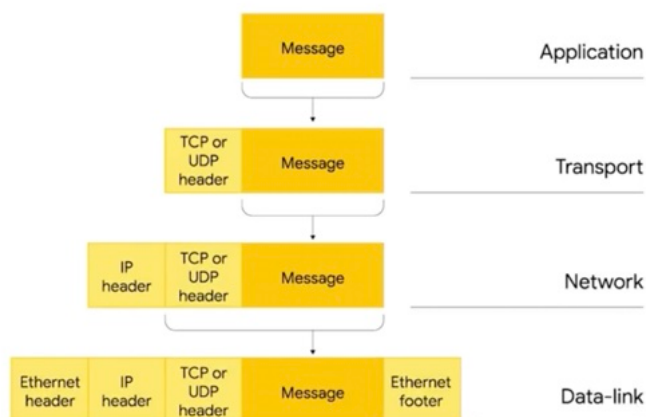 Message
Application
TCP or
UDP
header
Message
Transport
IP
header
TCP or
UDP
header
Message
Network
Ethernet
header
IP
header
TCP or
UDP
header
Message
Ethernet
footer
Data-link